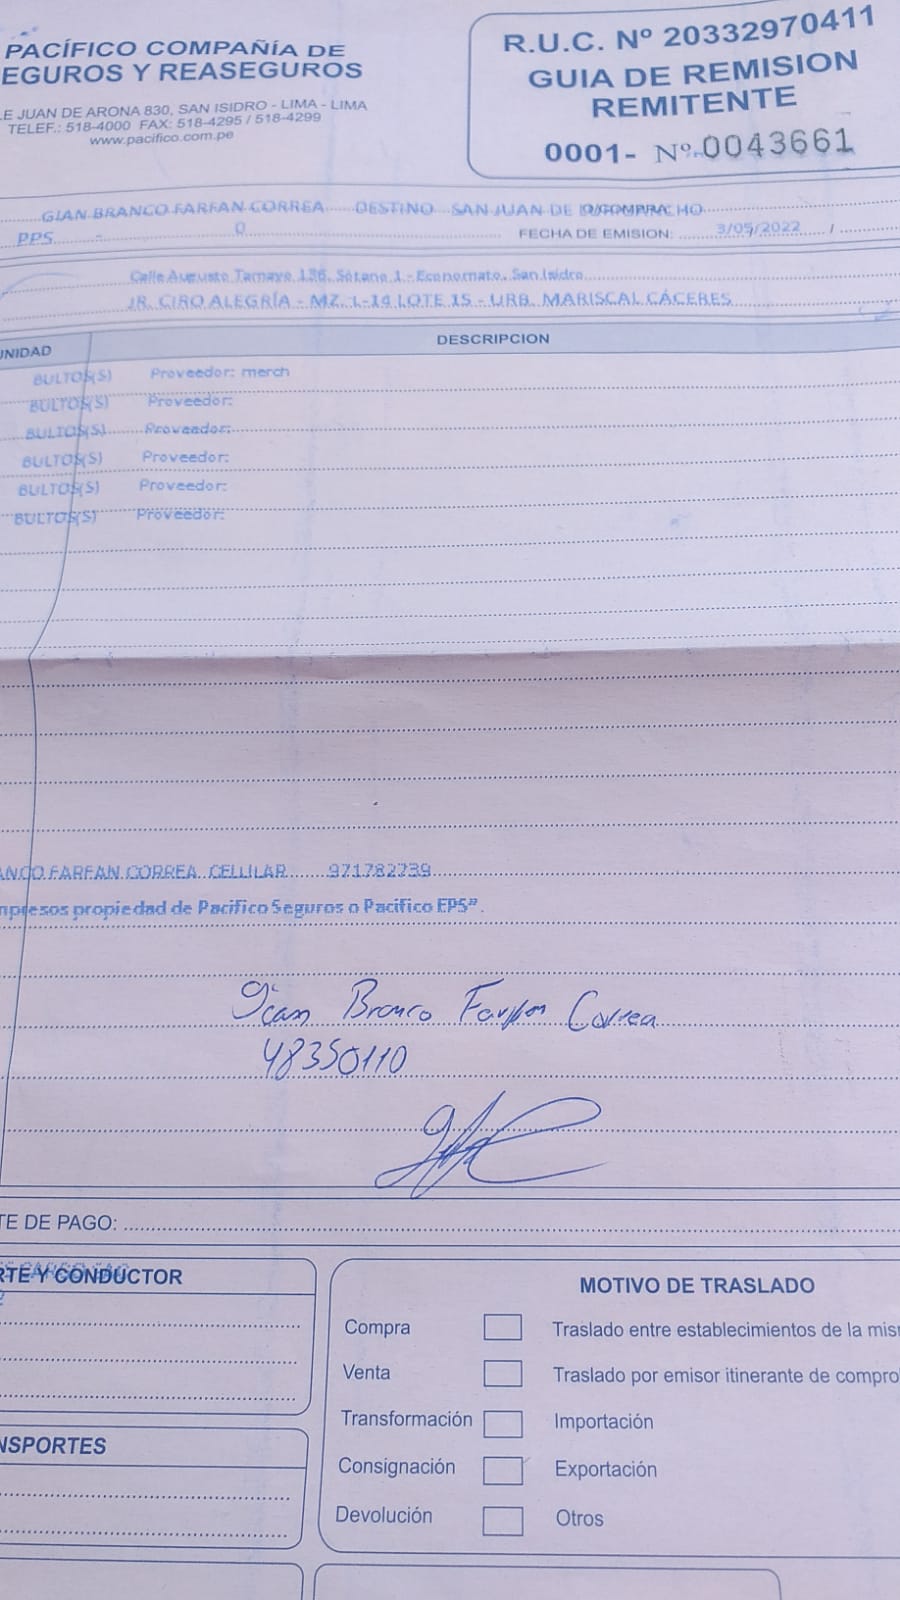 PACÍFICO COMPAÑÍA DE
EGUROS Y REASEGUROS
LE JUAN DE ARONA 830, SAN ISIDRO - LIMA - LIMA
TELEF.: 518-4000 FAX: 518-4295 / 518-4299
www.pacifico.com.pe
R.U.C. Nº 20332970411
GUIA DE REMISION
REMITENTE
0001- Nº 0043661
GIAN BRANCO FARFAN CORREA DESTINO SAN JUAN DE
PPS - 0 FECHA DE EMISION: 3/05/2022 /
Calle Augusto Tamayo 136, Sótano 1 - Economato, San Isidro
JR. CIRO ALEGRÍA - MZ. L-14 LOTE 15 - URB. MARISCAL CÁCERES
UNIDAD DESCRIPCION
BULTOS(S) Proveedor: merch
BULTOS(S) Proveedor:
BULTOS(S) Proveedor:
BULTOS(S) Proveedor:
BULTOS(S) Proveedor:
BULTOS(S) Proveedor:
ANCO FARFAN CORREA CELULAR 971782739
mpresos propiedad de Pacifico Seguros o Pacifico EPS".
Gian Branco Farfan Correa
48350110
TE DE PAGO:
RTE Y CONDUCTOR
NSPORTES
MOTIVO DE TRASLADO
Compra Traslado entre establecimientos de la mis
Venta Traslado por emisor itinerante de compro
Transformación Importación
Consignación Exportación
Devolución Otros